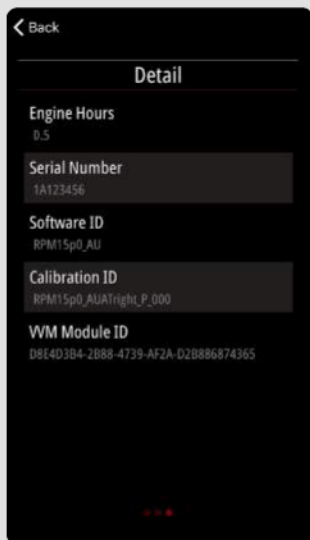 Back
Detail
Engine Hours
0.5
Serial Number
1A123456
Software ID
RPM15p0_AU
Calibration ID
RPM15p0_AUATright_P_000
VVM Module ID
D8E4D3B4-2B88-4739-AF2A-D2B886874365